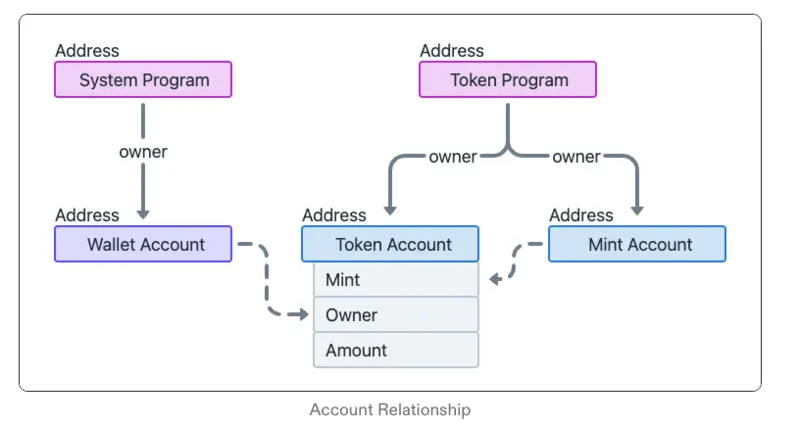 Address
System Program
Address
Token Program
owner
owner
owner
Address
Wallet Account
Address
Token Account
Address
Mint Account
Mint
Owner
Amount
Account Relationship